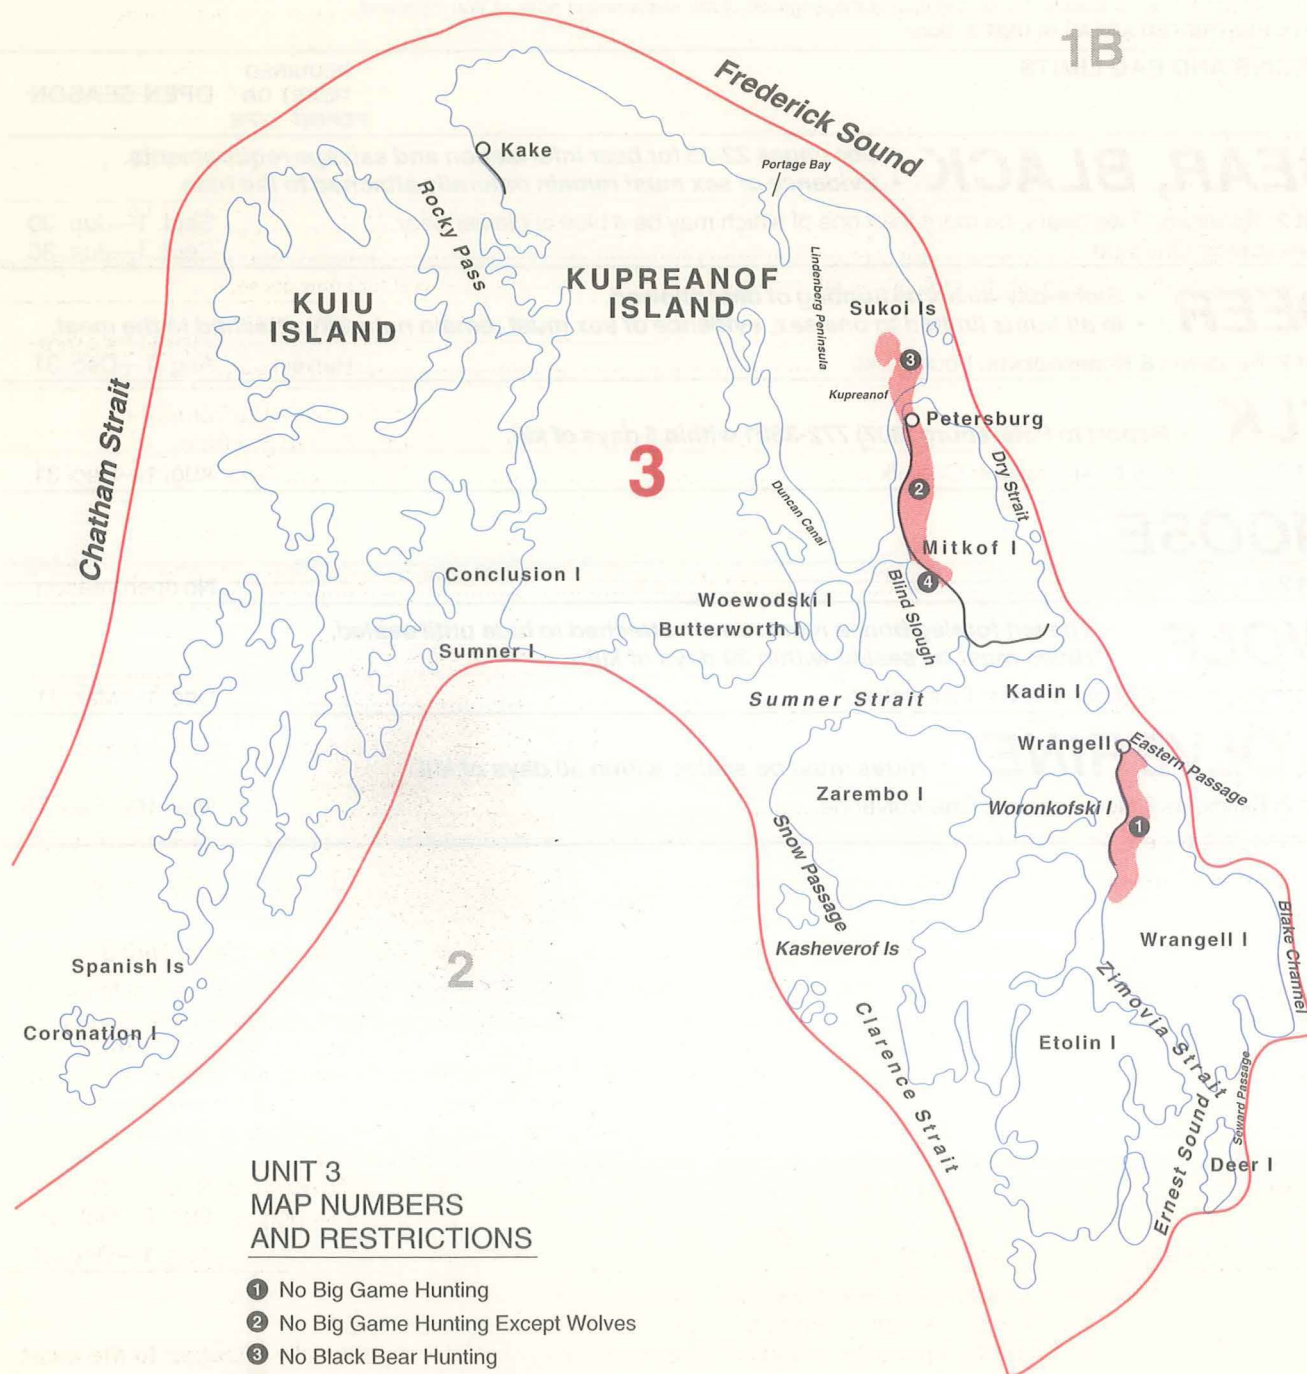 1B
Frederick Sound
Kake
Portage Bay
Rocky Pass
KUPREANOF
ISLAND
KUIU
ISLAND
Lindenberg Peninsula
Sukoi Is
3
Kupreanof
Petersburg
Chatham Strait
3
Dry Strait
2
Duncan Canal
Mitkof I
Conclusion I
4
Blind Slough
Woewodski I
Butterworth I
Sumner I
Sumner Strait
Kadin I
Wrangell
Eastern Passage
Zarembo I
Woronkofski I
1
Snow Passage
Blake Channel
Wrangell I
Kasheverof Is
Spanish Is
2
Zimovia Strait
Coronation I
Clarence Strait
Etolin I
Seward Passage
Ernest Sound
Deer I
UNIT 3
MAP NUMBERS
AND RESTRICTIONS
1 No Big Game Hunting
2 No Big Game Hunting Except Wolves
3 No Black Bear Hunting